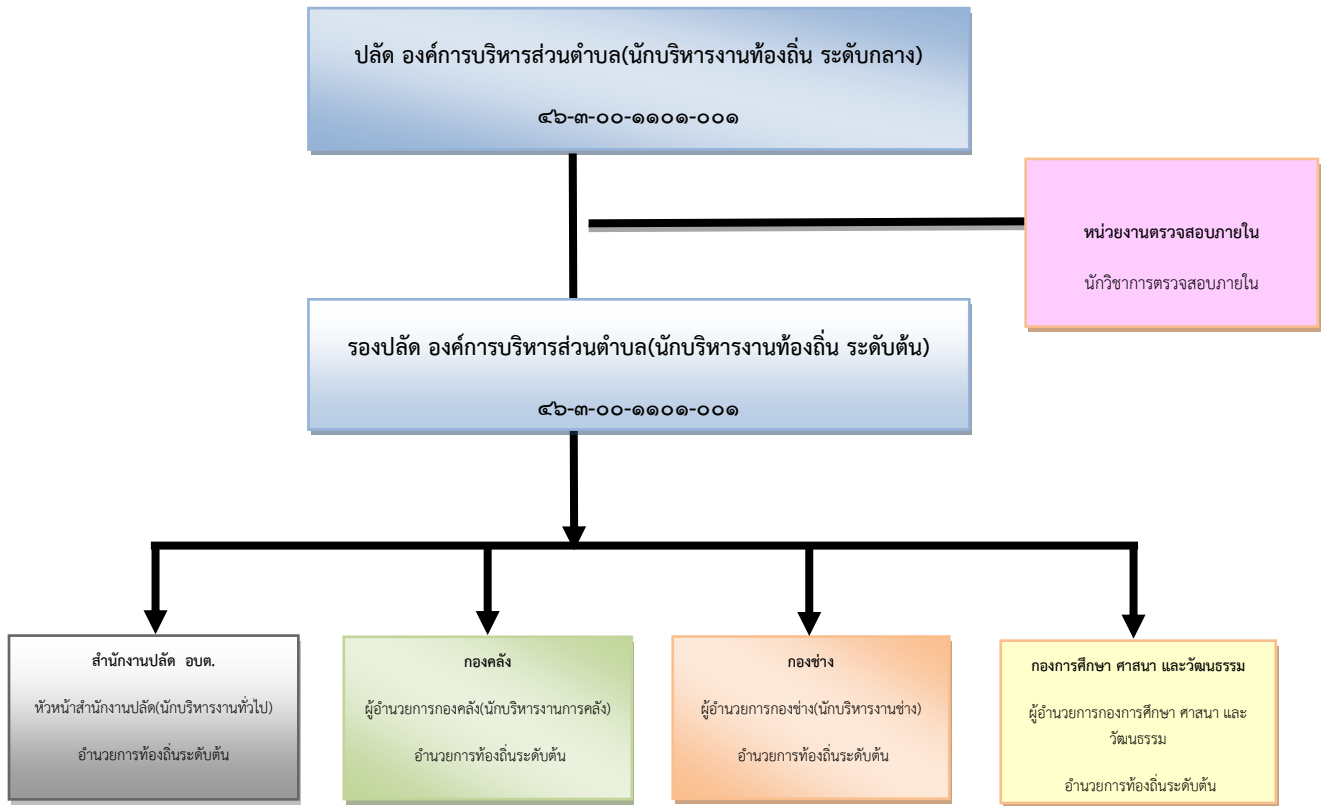 ปลัด องค์การบริหารส่วนตำบล(นักบริหารงานท้องถิ่น ระดับกลาง)
๔๖-๓-๐๐-๑๑๐๑-๐๐๑
หน่วยงานตรวจสอบภายใน
นักวิชาการตรวจสอบภายใน
รองปลัด องค์การบริหารส่วนตำบล(นักบริหารงานท้องถิ่น ระดับต้น)
๔๖-๓-๐๐-๑๑๐๑-๐๐๑
สำนักงานปลัด อบต.
หัวหน้าสำนักงานปลัด(นักบริหารงานทั่วไป)
อำนวยการท้องถิ่นระดับต้น
กองคลัง
ผู้อำนวยการกองคลัง(นักบริหารงานการคลัง)
อำนวยการท้องถิ่นระดับต้น
กองช่าง
ผู้อำนวยการกองช่าง(นักบริหารงานช่าง)
อำนวยการท้องถิ่นระดับต้น
กองการศึกษา ศาสนา และวัฒนธรรม
ผู้อำนวยการกองการศึกษา ศาสนา และ
วัฒนธรรม
อำนวยการท้องถิ่นระดับต้น